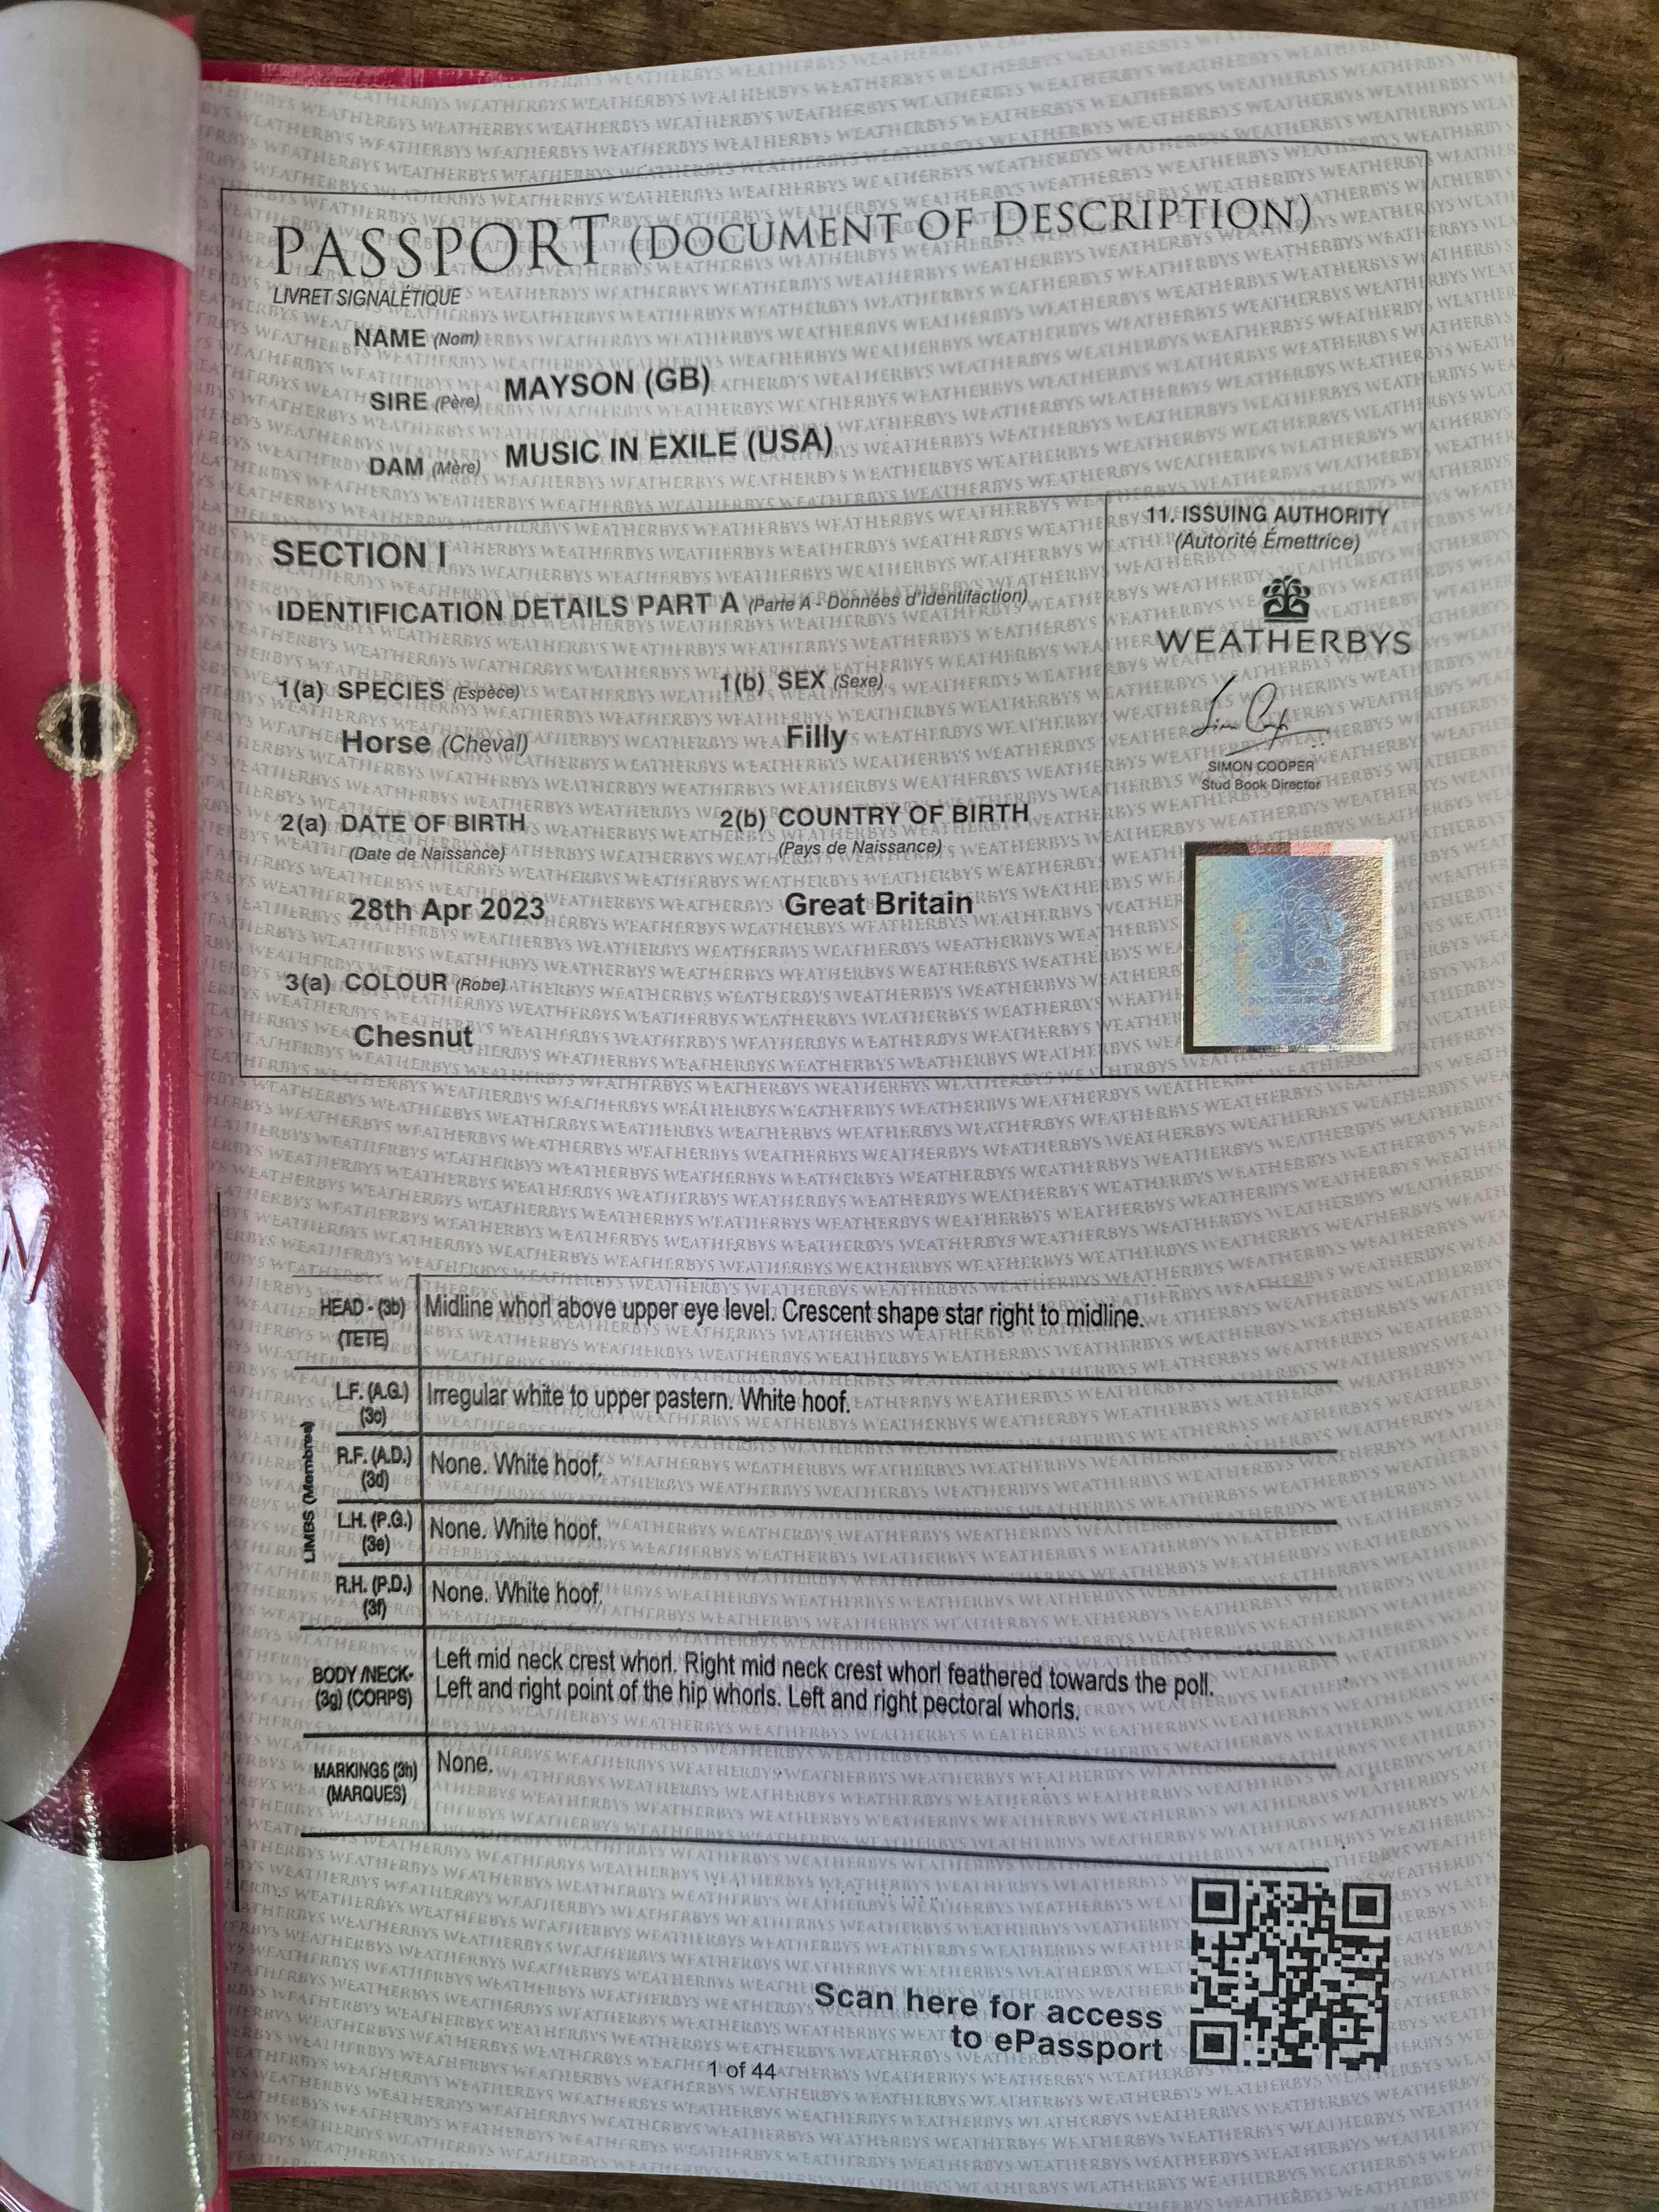 PASSPORT (DOCUMENT OF DESCRIPTION)
LIVRET SIGNALÉTIQUE
NAME (Nom)
SIRE (Père) MAYSON (GB)
DAM (Mère) MUSIC IN EXILE (USA)
SECTION I
IDENTIFICATION DETAILS PART A (Parte A - Données d'identifaction)
1(a) SPECIES (Espèce) 1(b) SEX (Sexe)
Horse (Cheval) Filly
2(a) DATE OF BIRTH 2(b) COUNTRY OF BIRTH
(Date de Naissance) (Pays de Naissance)
28th Apr 2023 Great Britain
3(a) COLOUR (Robe)
Chesnut
11. ISSUING AUTHORITY
(Autorité Émettrice)
WEATHERBYS
SIMON COOPER
Stud Book Director
HEAD - (3b) Midline whorl above upper eye level. Crescent shape star right to midline.
(TETE)
LIMBS (Membres)
L.F. (A.G.) Irregular white to upper pastern. White hoof.
(3c)
R.F. (A.D.) None. White hoof.
(3d)
L.H. (P.G.) None. White hoof.
(3e)
R.H. (P.D.) None. White hoof.
(3f)
BODY /NECK- Left mid neck crest whorl. Right mid neck crest whorl feathered towards the poll.
(3g) (CORPS) Left and right point of the hip whorls. Left and right pectoral whorls.
MARKINGS (3h) None.
(MARQUES)
Scan here for access
to ePassport
1 of 44